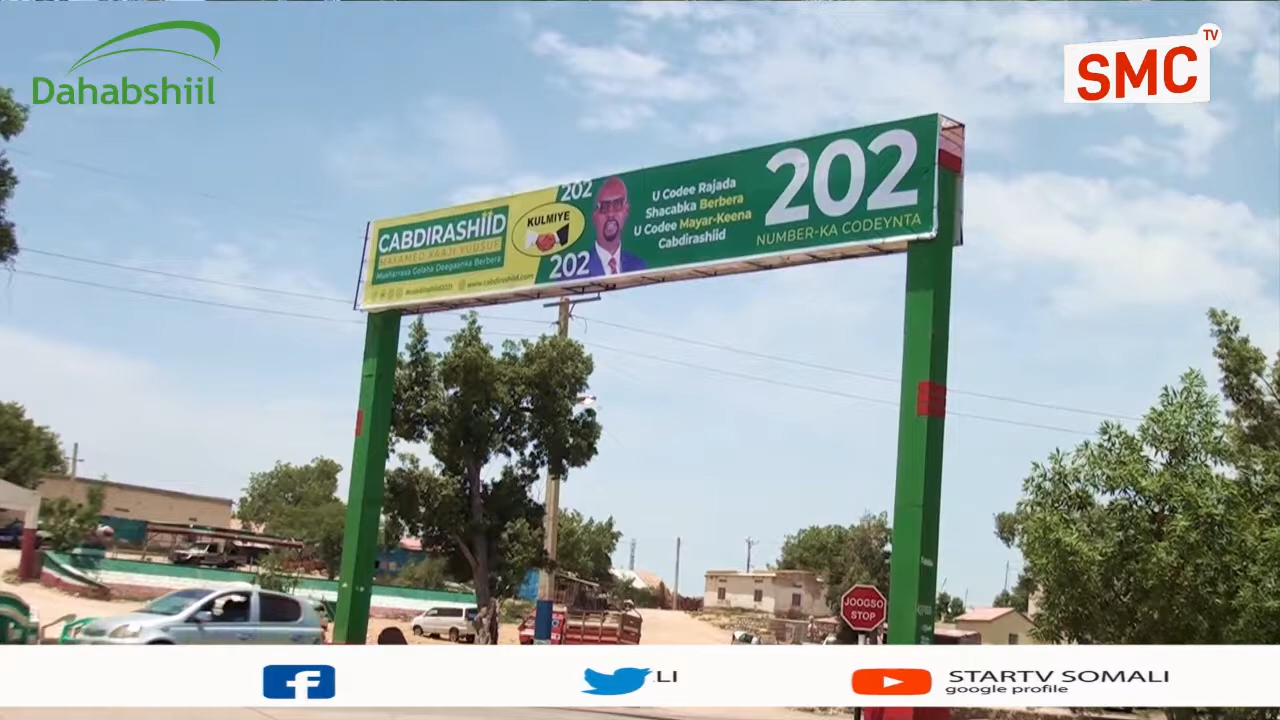 Dahabshiil
SMC TV
202
CABDIRASHIID
MAXAMED XAAJI YUUSUF
Musharraxa Golaha Deegaanka Berbera
www.cabdirashiid.com
KULMIYE
202
U Codee Rajada
Shacabka Berbera
U Codee Mayar-Keena
Cabdirashiid
202
NUMBER-KA CODEYNTA
JOOGSO
STOP
f
LI
STARTV SOMALI
google profile